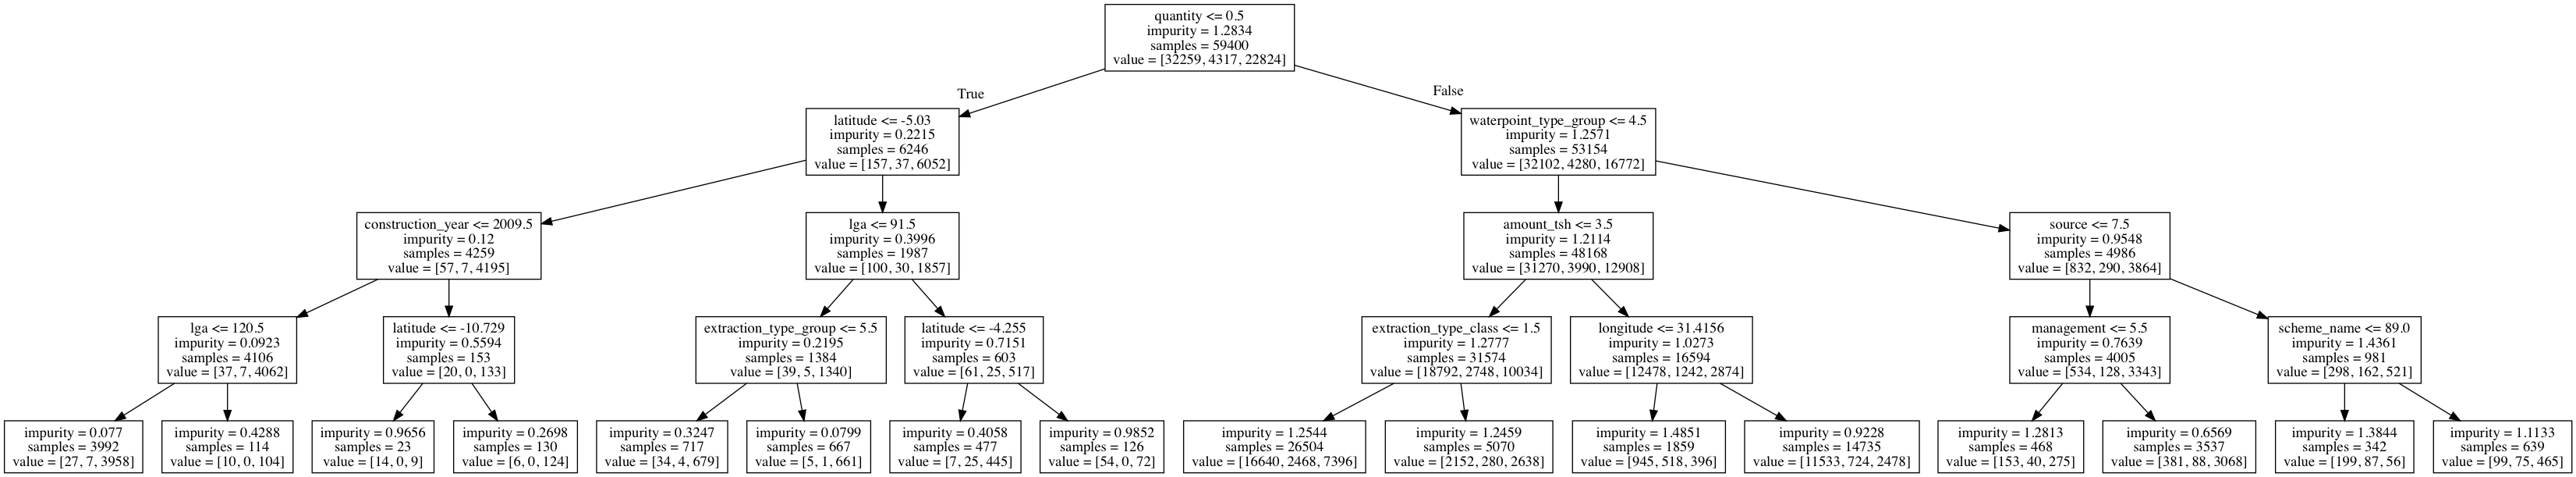 quantity <= 0.5
impurity = 1.2834
samples = 59400
value = [32259, 4317, 22824]
True
False
latitude <= -5.03
impurity = 0.2215
samples = 6246
value = [157, 37, 6052]
waterpoint_type_group <= 4.5
impurity = 1.2571
samples = 53154
value = [32102, 4280, 16772]
construction_year <= 2009.5
impurity = 0.12
samples = 4259
value = [57, 7, 4195]
lga <= 91.5
impurity = 0.3996
samples = 1987
value = [100, 30, 1857]
amount_tsh <= 3.5
impurity = 1.2114
samples = 48168
value = [31270, 3990, 12908]
source <= 7.5
impurity = 0.9548
samples = 4986
value = [832, 290, 3864]
lga <= 120.5
impurity = 0.0923
samples = 4106
value = [37, 7, 4062]
latitude <= -10.729
impurity = 0.5594
samples = 153
value = [20, 0, 133]
extraction_type_group <= 5.5
impurity = 0.2195
samples = 1384
value = [39, 5, 1340]
latitude <= -4.255
impurity = 0.7151
samples = 603
value = [61, 25, 517]
extraction_type_class <= 1.5
impurity = 1.2777
samples = 31574
value = [18792, 2748, 10034]
longitude <= 31.4156
impurity = 1.0273
samples = 16594
value = [12478, 1242, 2874]
management <= 5.5
impurity = 0.7639
samples = 4005
value = [534, 128, 3343]
scheme_name <= 89.0
impurity = 1.4361
samples = 981
value = [298, 162, 521]
impurity = 0.077
samples = 3992
value = [27, 7, 3958]
impurity = 0.4288
samples = 114
value = [10, 0, 104]
impurity = 0.9656
samples = 23
value = [14, 0, 9]
impurity = 0.2698
samples = 130
value = [6, 0, 124]
impurity = 0.3247
samples = 717
value = [34, 4, 679]
impurity = 0.0799
samples = 667
value = [5, 1, 661]
impurity = 0.4058
samples = 477
value = [7, 25, 445]
impurity = 0.9852
samples = 126
value = [54, 0, 72]
impurity = 1.2544
samples = 26504
value = [16640, 2468, 7396]
impurity = 1.2459
samples = 5070
value = [2152, 280, 2638]
impurity = 1.4851
samples = 1859
value = [945, 518, 396]
impurity = 0.9228
samples = 14735
value = [11533, 724, 2478]
impurity = 1.2813
samples = 468
value = [153, 40, 275]
impurity = 0.6569
samples = 3537
value = [381, 88, 3068]
impurity = 1.3844
samples = 342
value = [199, 87, 56]
impurity = 1.1133
samples = 639
value = [99, 75, 465]